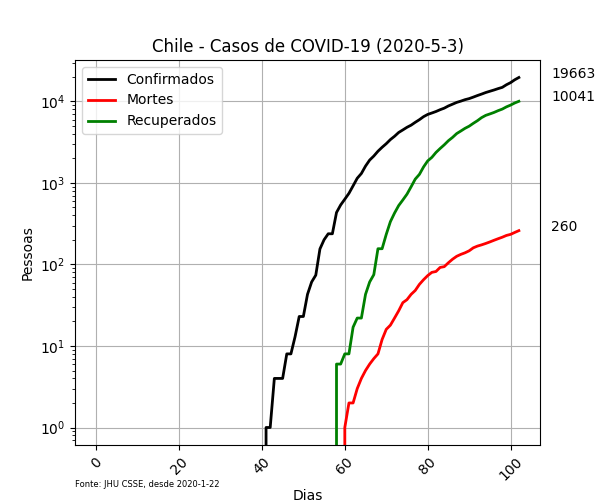 Chile - Casos de COVID-19 (2020-5-3)
Confirmados
Mortes
Recuperados
19663
10041
260
10⁴
10³
10²
10¹
10⁰
Pessoas
0 20 40 60 80 100
Dias
Fonte: JHU CSSE, desde 2020-1-22